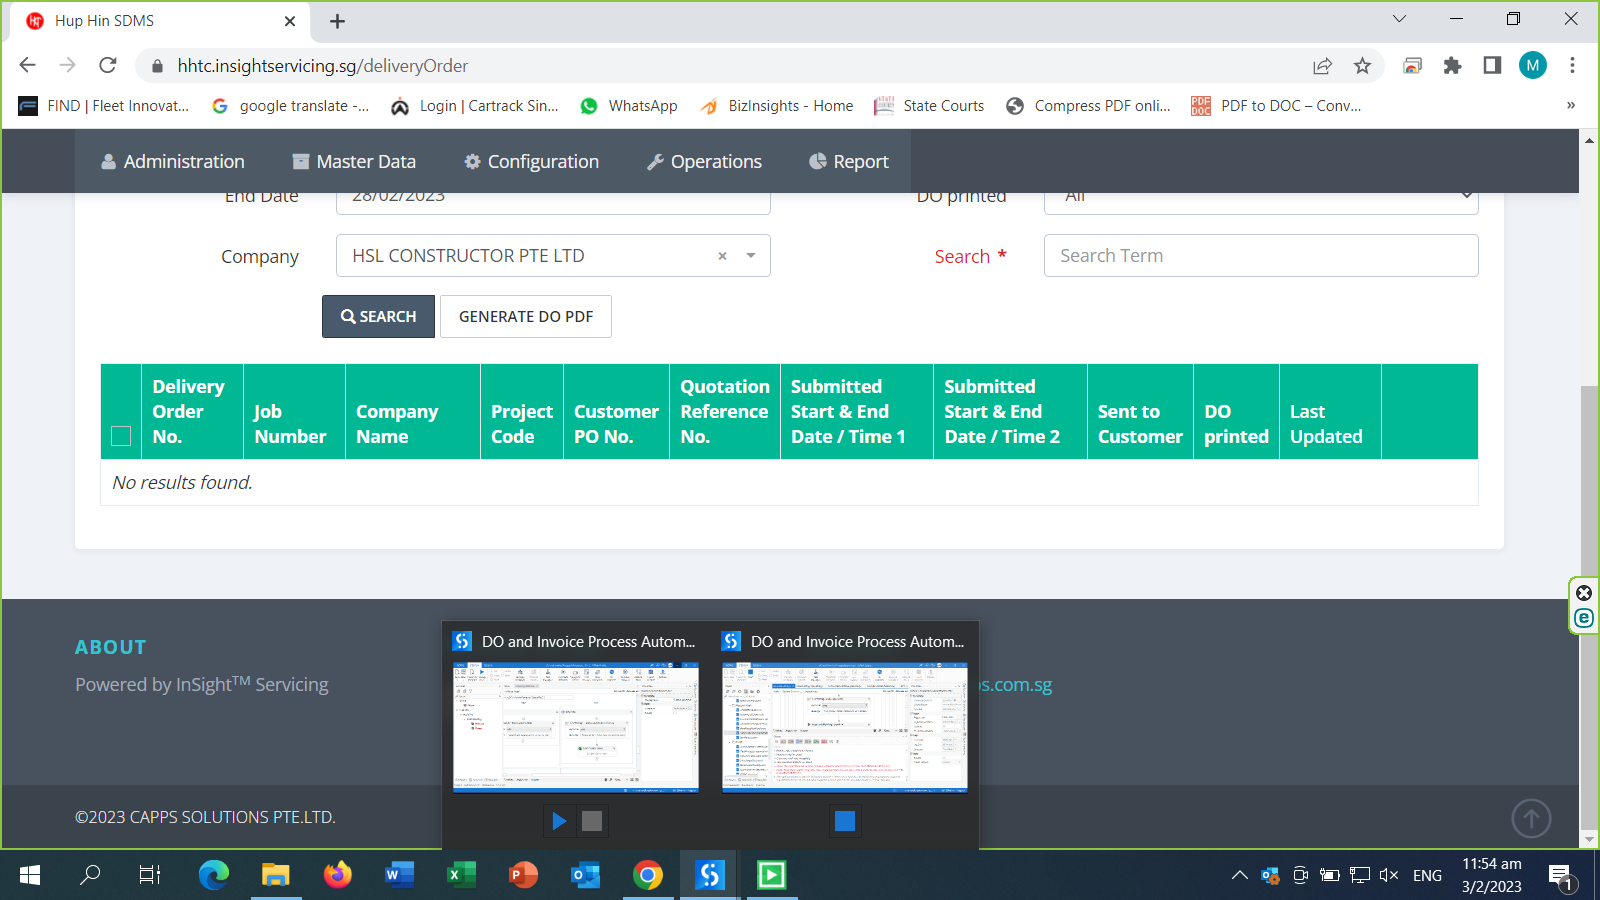 Hup Hin SDMS
hhtc.insightservicing.sg/deliveryOrder
M
FIND | Fleet Innovat...
google translate -...
Login | Cartrack Sin...
WhatsApp
BizInsights - Home
State Courts
Compress PDF onli...
PDF to DOC – Conv...
»
Administration
Master Data
Configuration
Operations
Report
End Date
28/02/2023
DO printed
All
Company
HSL CONSTRUCTOR PTE LTD
Search *
Search Term
SEARCH
GENERATE DO PDF
Delivery Order No.
Job Number
Company Name
Project Code
Customer PO No.
Quotation Reference No.
Submitted Start & End Date / Time 1
Submitted Start & End Date / Time 2
Sent to Customer
DO printed
Last Updated
No results found.
ABOUT
Powered by InSight™ Servicing
DO and Invoice Process Autom...
DO and Invoice Process Autom...
os.com.sg
©2023 CAPPS SOLUTIONS PTE.LTD.
ENG
11:54 am
3/2/2023
1